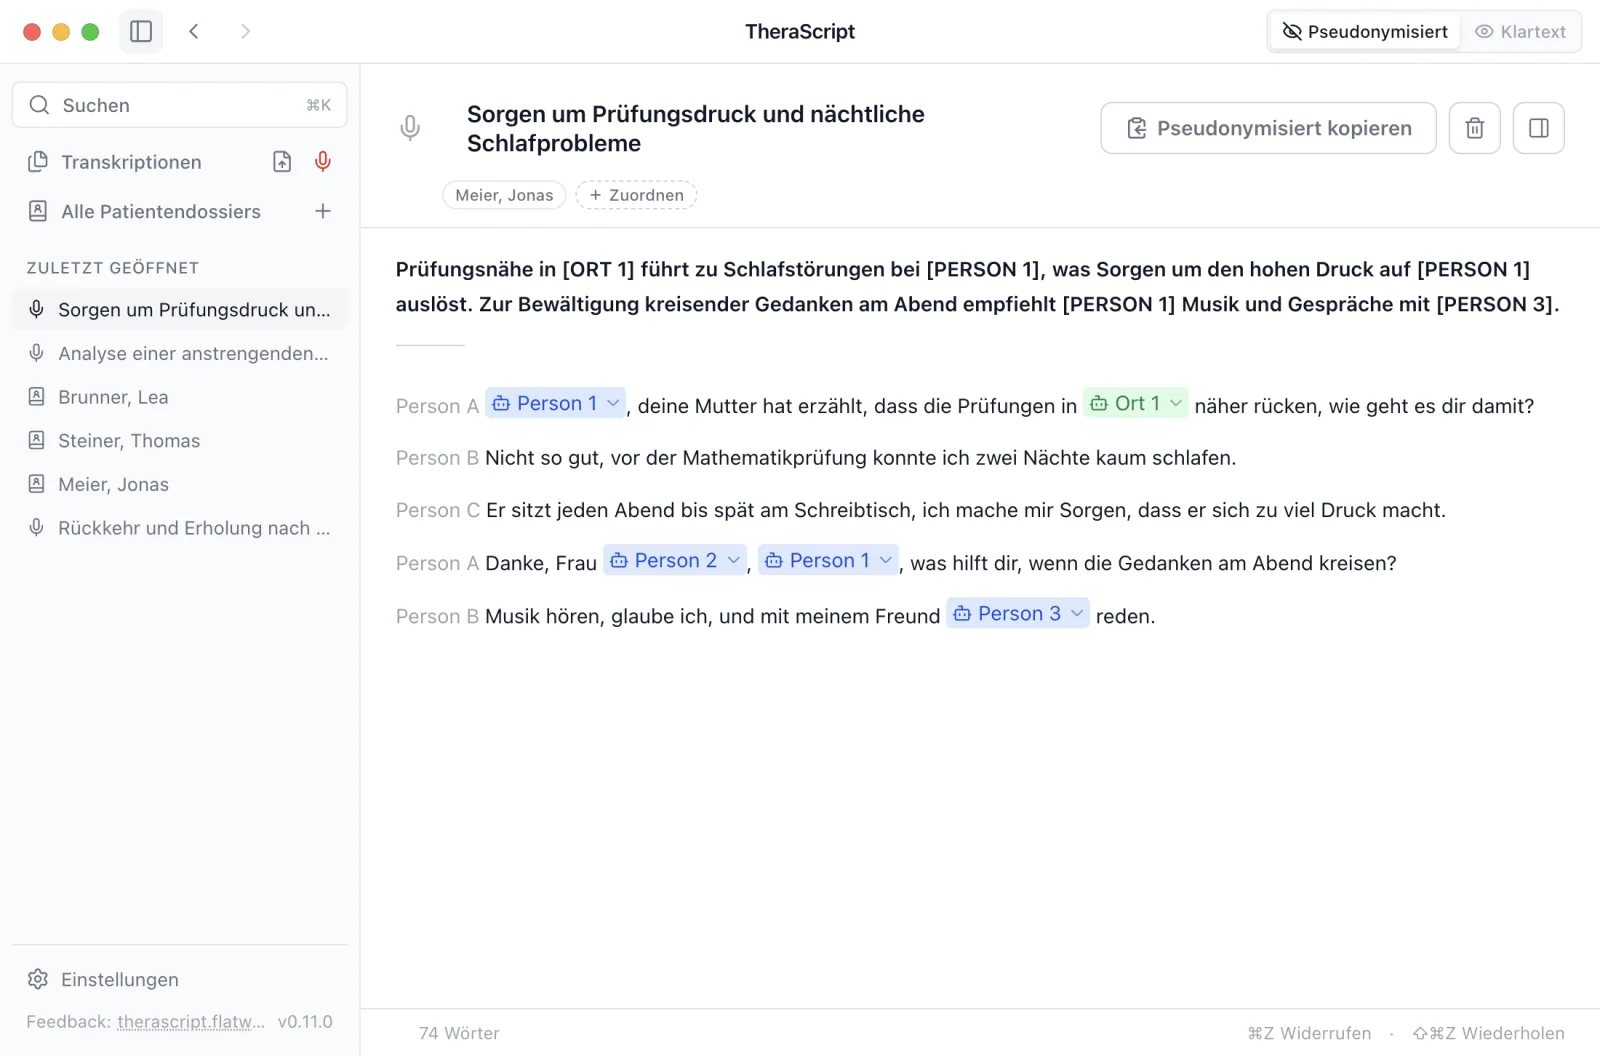 TheraScript
Pseudonymisiert
Klartext
Suchen ⌘K
Transkriptionen
Alle Patientendossiers
ZULETZT GEÖFFNET
Sorgen um Prüfungsdruck un...
Analyse einer anstrengenden...
Brunner, Lea
Steiner, Thomas
Meier, Jonas
Rückkehr und Erholung nach ...
Einstellungen
Feedback: therascript.flatw... v0.11.0
Sorgen um Prüfungsdruck und nächtliche
Schlafprobleme
Pseudonymisiert kopieren
Meier, Jonas
+ Zuordnen
Prüfungsnähe in [ORT 1] führt zu Schlafstörungen bei [PERSON 1], was Sorgen um den hohen Druck auf [PERSON 1]
auslöst. Zur Bewältigung kreisender Gedanken am Abend empfiehlt [PERSON 1] Musik und Gespräche mit [PERSON 3].
Person A Person 1, deine Mutter hat erzählt, dass die Prüfungen in Ort 1 näher rücken, wie geht es dir damit?
Person B Nicht so gut, vor der Mathematikprüfung konnte ich zwei Nächte kaum schlafen.
Person C Er sitzt jeden Abend bis spät am Schreibtisch, ich mache mir Sorgen, dass er sich zu viel Druck macht.
Person A Danke, Frau Person 2, Person 1, was hilft dir, wenn die Gedanken am Abend kreisen?
Person B Musik hören, glaube ich, und mit meinem Freund Person 3 reden.
74 Wörter
⌘Z Widerrufen · ⇧⌘Z Wiederholen